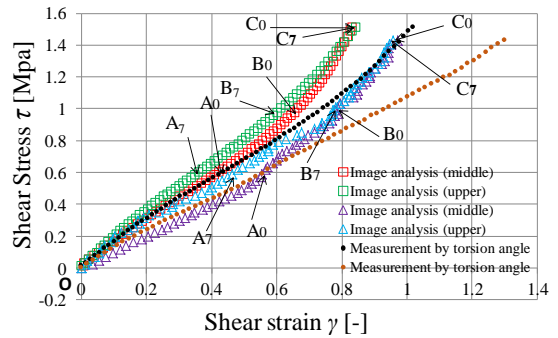 Shear Stress τ [Mpa]
1.6
1.4
1.2
1
0.8
0.6
0.4
0.2
0
-0.2
O
0
0.2
0.4
0.6
0.8
1
1.2
1.4
Shear strain γ [-]
C0
C7
B0
B7
A0
A7
C0
C7
B7
B0
A7
A0
Image analysis (middle)
Image analysis (upper)
Image analysis (middle)
Image analysis (upper)
Measurement by torsion angle
Measurement by torsion angle